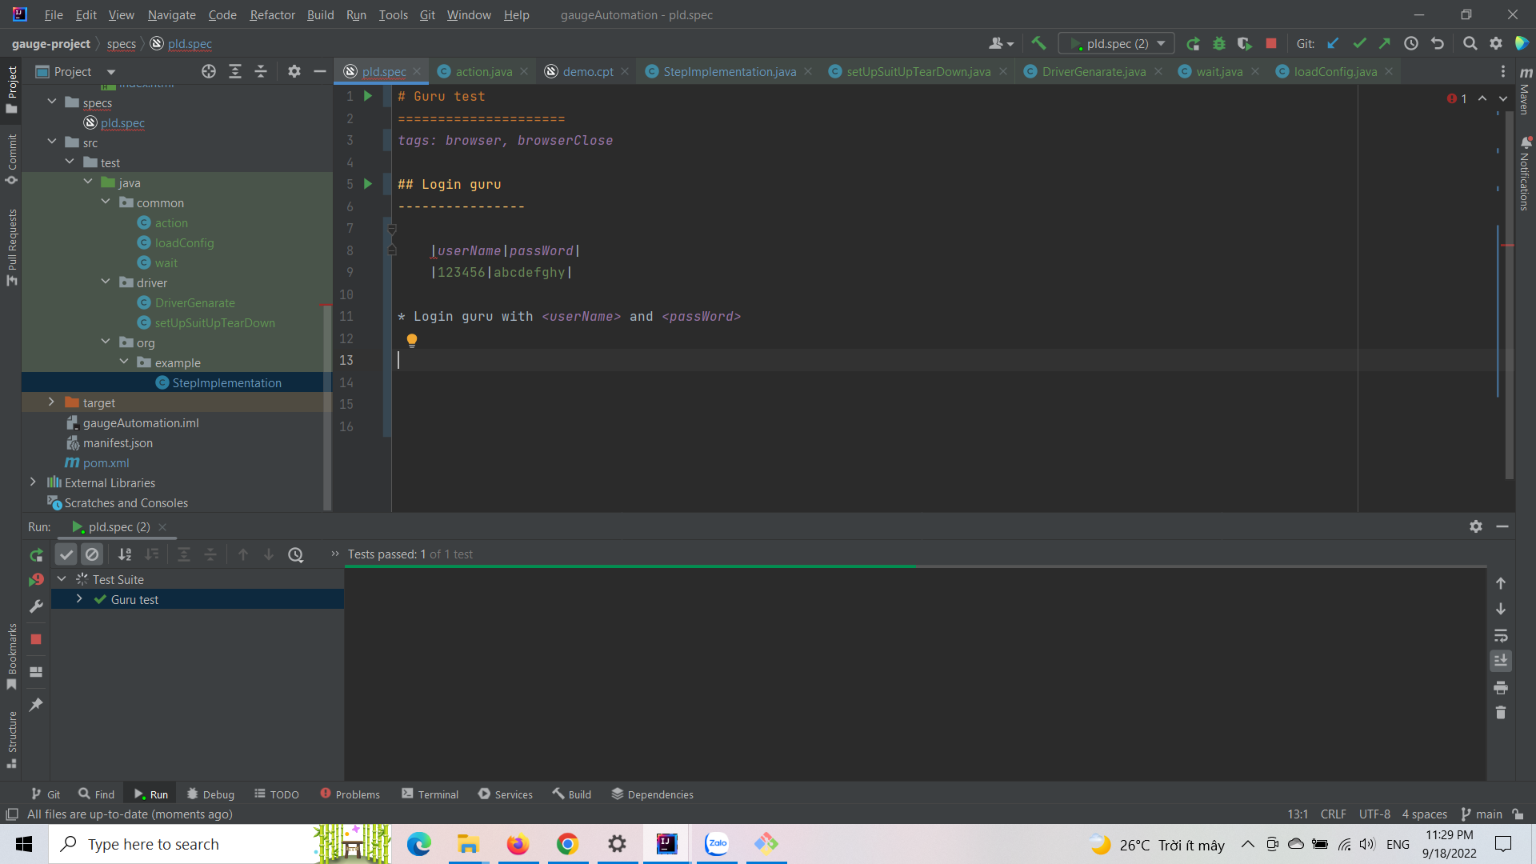 File Edit View Navigate Code Refactor Build Run Tools Git Window Help gaugeAutomation - pld.spec
gauge-project specs pld.spec pld.spec (2) Git:
Project pld.spec action.java demo.cpt StepImplementation.java setUpSuitUpTearDown.java DriverGenarate.java wait.java loadConfig.java
Project
Commit
Pull Requests
Bookmarks
Structure
specs
pld.spec
src
test
java
common
action
loadConfig
wait
driver
DriverGenarate
setUpSuitUpTearDown
org
example
StepImplementation
target
gaugeAutomation.iml
manifest.json
pom.xml
External Libraries
Scratches and Consoles
1 # Guru test
2 =====================
3 tags: browser, browserClose
4
5 ## Login guru
6 ----------------
7
8 |userName|passWord|
9 |123456|abcdefghy|
10
11 * Login guru with <userName> and <passWord>
12
13
14
15
16
1
Maven
Notifications
Run: pld.spec (2)
Tests passed: 1 of 1 test
Test Suite
Guru test
Git Find Run Debug TODO Problems Terminal Services Build Dependencies
All files are up-to-date (moments ago) 13:1 CRLF UTF-8 4 spaces main
Type here to search Zalo 26°C Trời ít mây ENG 11:29 PM
9/18/2022